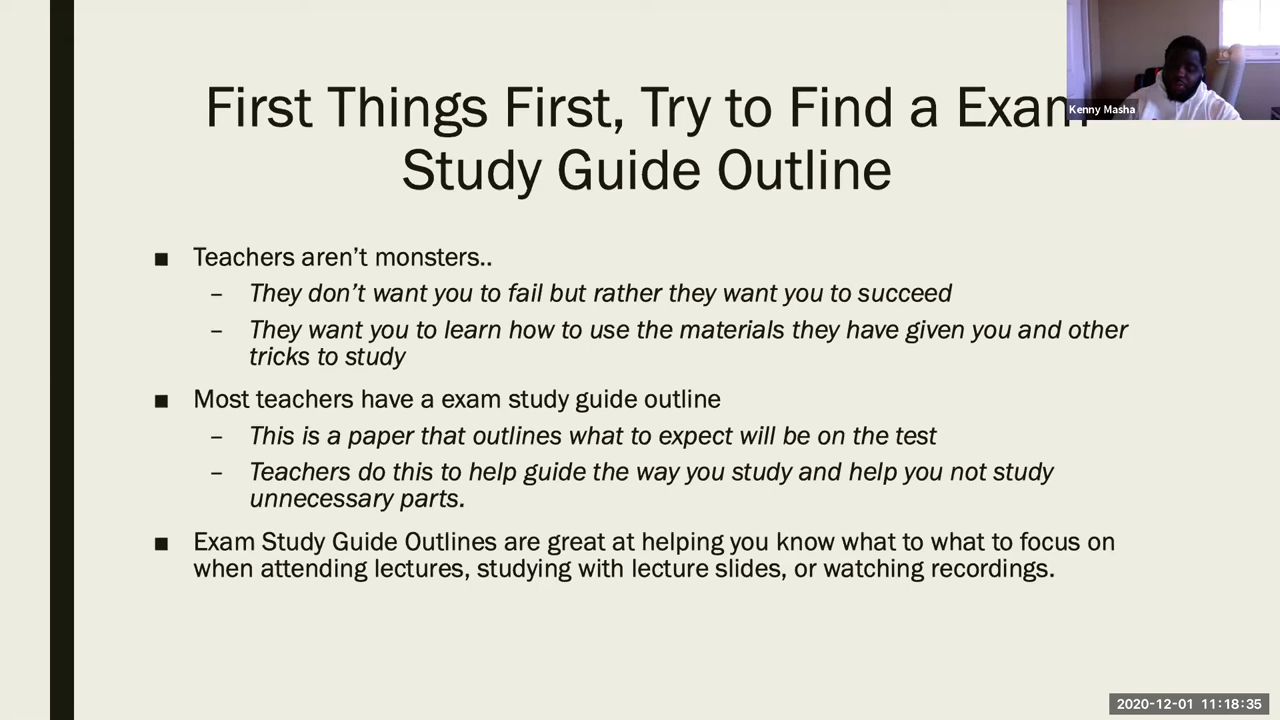 First Things First, Try to Find a Exam
Study Guide Outline
Kenny Masha
■ Teachers aren’t monsters..
– They don’t want you to fail but rather they want you to succeed
– They want you to learn how to use the materials they have given you and other
tricks to study
■ Most teachers have a exam study guide outline
– This is a paper that outlines what to expect will be on the test
– Teachers do this to help guide the way you study and help you not study
unnecessary parts.
■ Exam Study Guide Outlines are great at helping you know what to what to focus on
when attending lectures, studying with lecture slides, or watching recordings.
2020-12-01 11:18:35